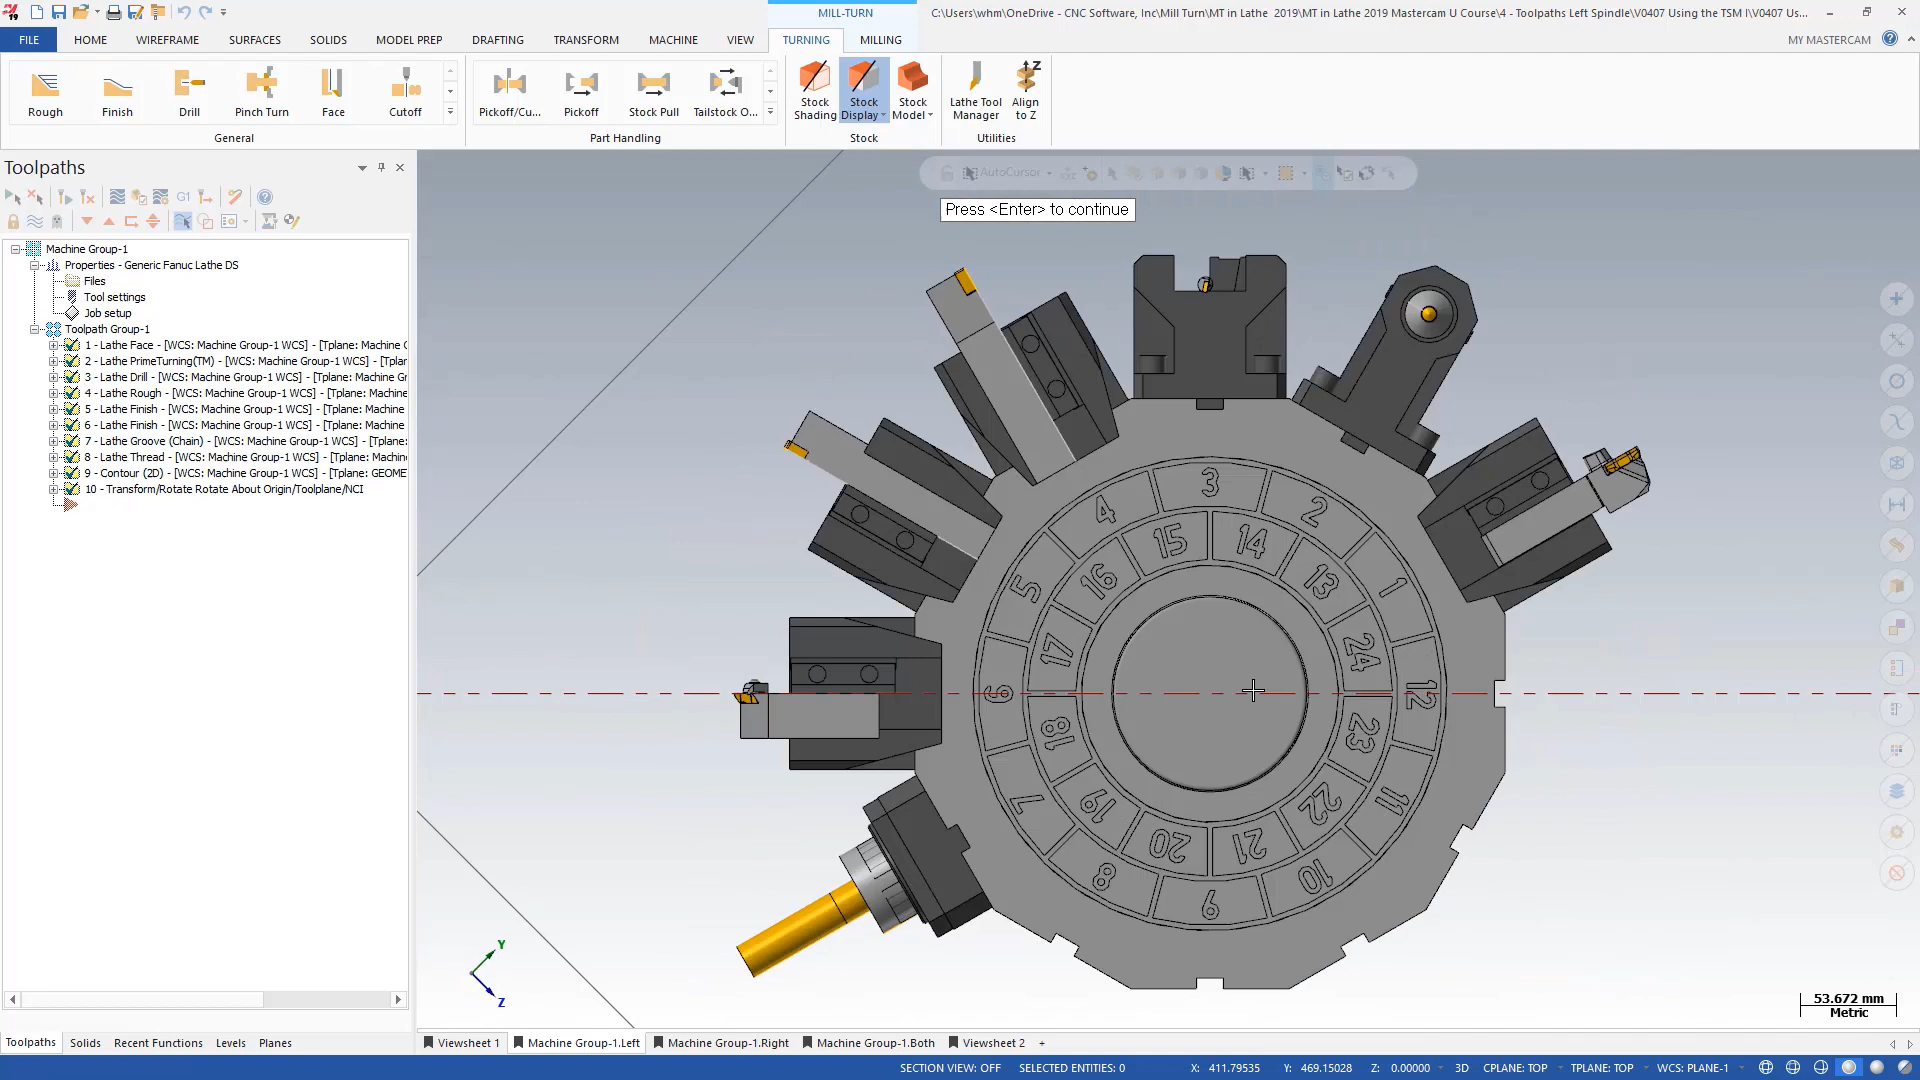 MILL-TURN
C:\Users\whm\OneDrive - CNC Software, Inc\Mill Turn\MT in Lathe  2019\MT in Lathe 2019 Mastercam U Course\4 - Toolpaths Left Spindle\V0407 Using the TSM I\V0407 Us...
FILE HOME WIREFRAME SURFACES SOLIDS MODEL PREP DRAFTING TRANSFORM MACHINE VIEW TURNING MILLING MY MASTERCAM
Rough Finish Drill Pinch Turn Face Cutoff
General
Pickoff/Cu... Pickoff Stock Pull Tailstock O...
Part Handling
Stock Shading
Stock Display
Stock Model
Stock
Lathe Tool Manager
Z
Align to Z
Utilities
Toolpaths
G1
Machine Group-1
Properties - Generic Fanuc Lathe DS
Files
Tool settings
Job setup
Toolpath Group-1
1 - Lathe Face - [WCS: Machine Group-1 WCS] - [Tplane: Machine G
2 - Lathe PrimeTurning(TM) - [WCS: Machine Group-1 WCS] - [Tplar
3 - Lathe Drill - [WCS: Machine Group-1 WCS] - [Tplane: Machine Gr
4 - Lathe Rough - [WCS: Machine Group-1 WCS] - [Tplane: Machine
5 - Lathe Finish - [WCS: Machine Group-1 WCS] - [Tplane: Machine
6 - Lathe Finish - [WCS: Machine Group-1 WCS] - [Tplane: Machine
7 - Lathe Groove (Chain) - [WCS: Machine Group-1 WCS] - [Tplane:
8 - Lathe Thread - [WCS: Machine Group-1 WCS] - [Tplane: Machine
9 - Contour (2D) - [WCS: Machine Group-1 WCS] - [Tplane: GEOME
10 - Transform/Rotate Rotate About Origin/Toolplane/NCI
AutoCursor
Press <Enter> to continue
3
4 2
15 14
5 16 13 1
17 24
6 12
18 23
7 19 22 11
20 21
8 10
9
Y
Z
53.672 mm
Metric
Toolpaths Solids Recent Functions Levels Planes
Viewsheet 1 Machine Group-1.Left Machine Group-1.Right Machine Group-1.Both Viewsheet 2 +
SECTION VIEW: OFF SELECTED ENTITIES: 0 X: 411.79535 Y: 469.15028 Z: 0.00000 3D CPLANE: TOP TPLANE: TOP WCS: PLANE-1